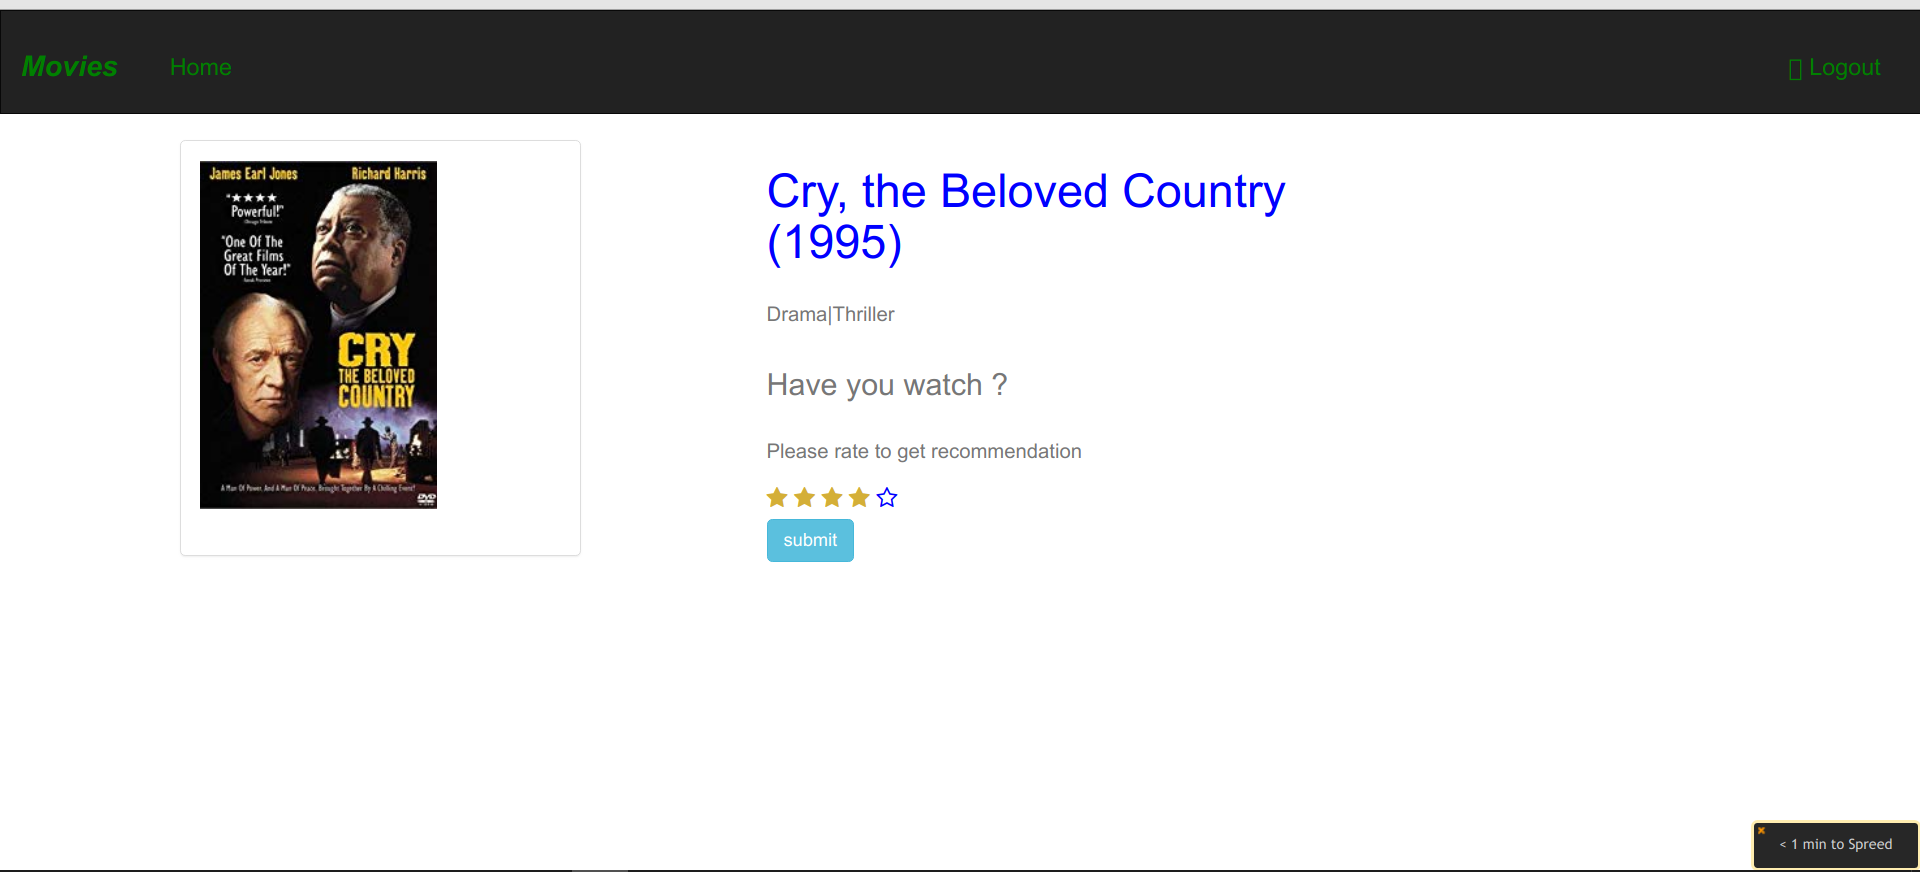 Movies
Home
Logout
James Earl Jones
Richard Harris
"★★★★
Powerful!"
"One Of The
Great Films
Of The Year!"
CRY
THE BELOVED
COUNTRY
A Man Of Power, And A Man Of Peace, Brought Together By A Chilling Event!
DVD
Cry, the Beloved Country
(1995)
Drama|Thriller
Have you watch ?
Please rate to get recommendation
submit
< 1 min to Spreed